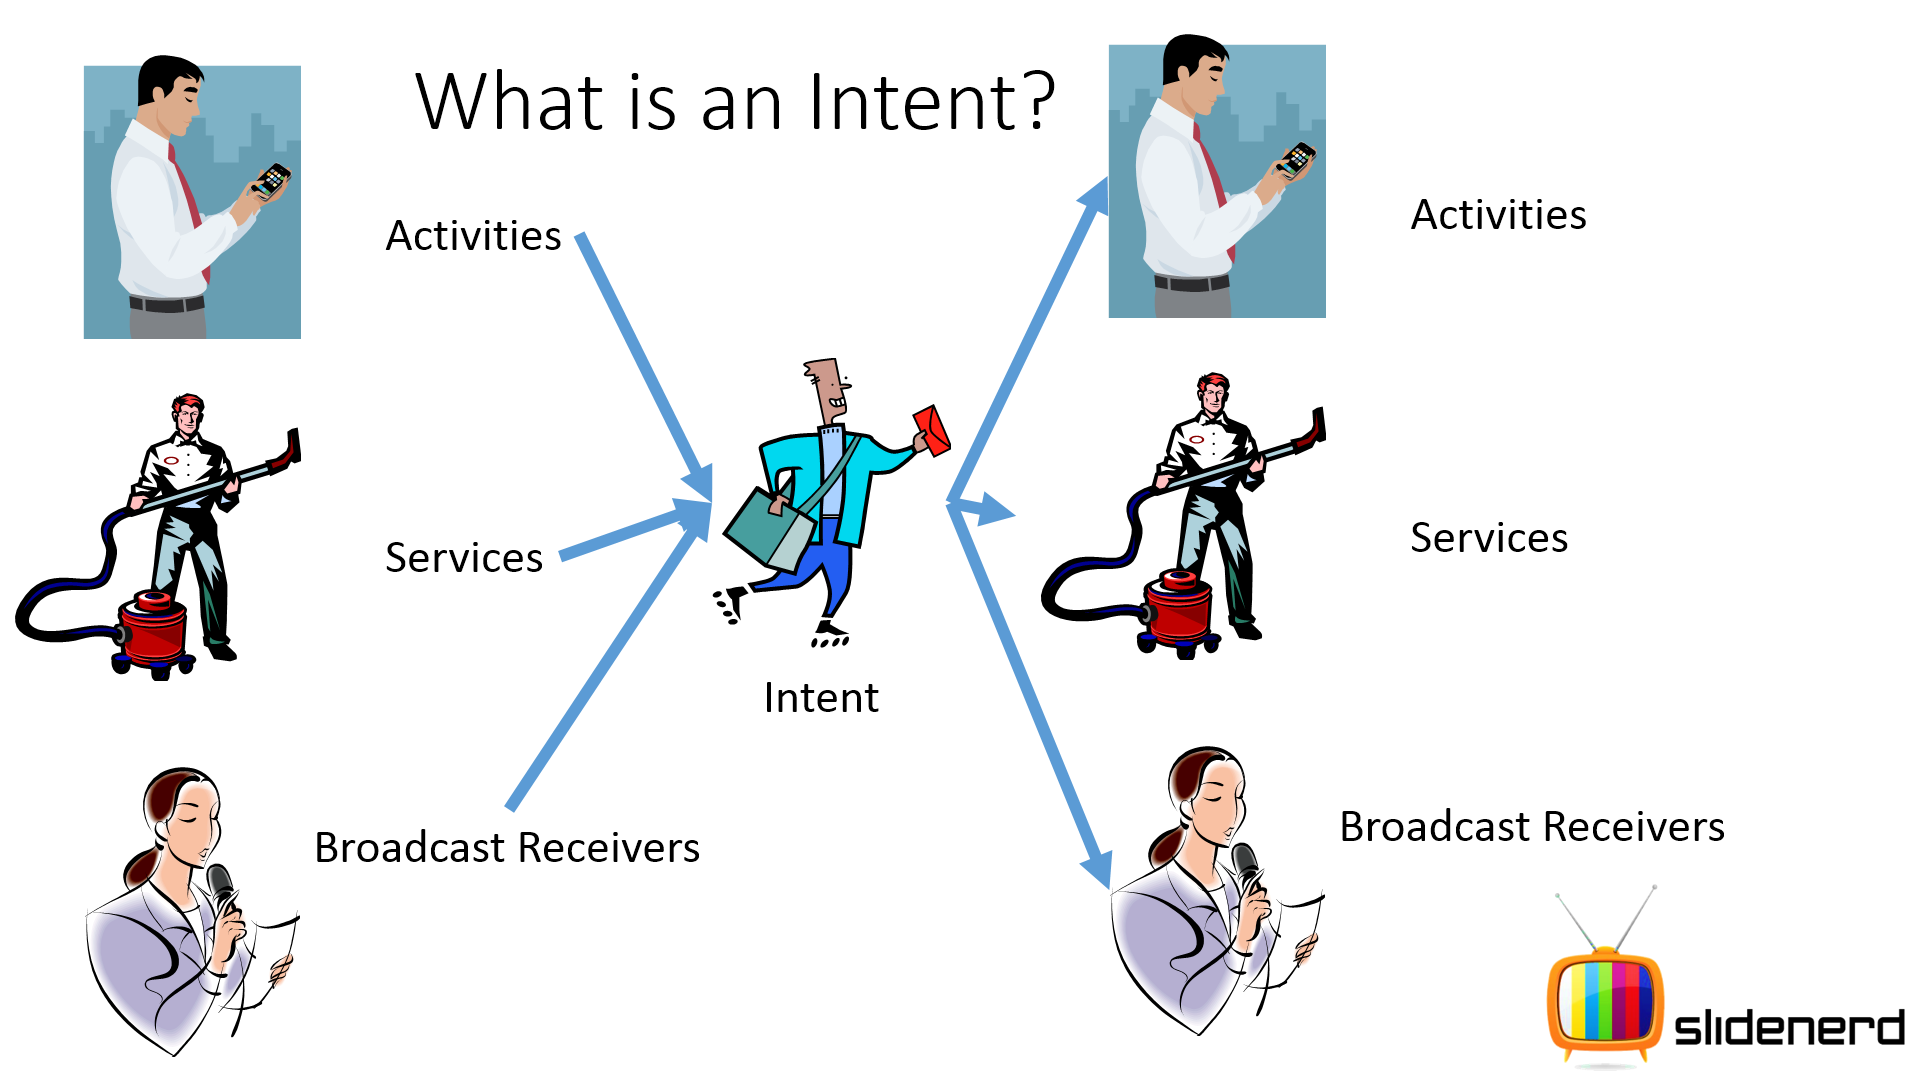 What is an Intent?
Activities
Services
Broadcast Receivers
Intent
Activities
Services
Broadcast Receivers
slidenerd